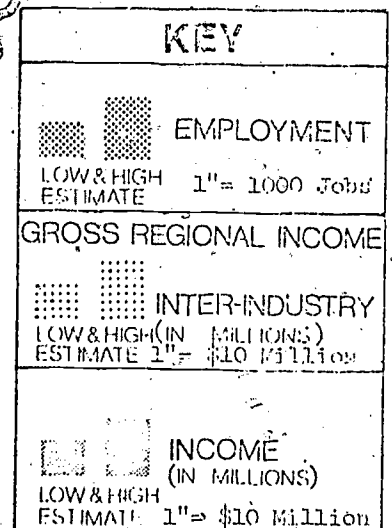 KEY
EMPLOYMENT
LOW & HIGH
ESTIMATE 1"= 1000 Jobs
GROSS REGIONAL INCOME
INTER-INDUSTRY
LOW & HIGH (IN MILLIONS)
ESTIMATE 1"= $10 Million
INCOME
(IN MILLIONS)
LOW & HIGH
ESTIMATE 1"= $10 Million